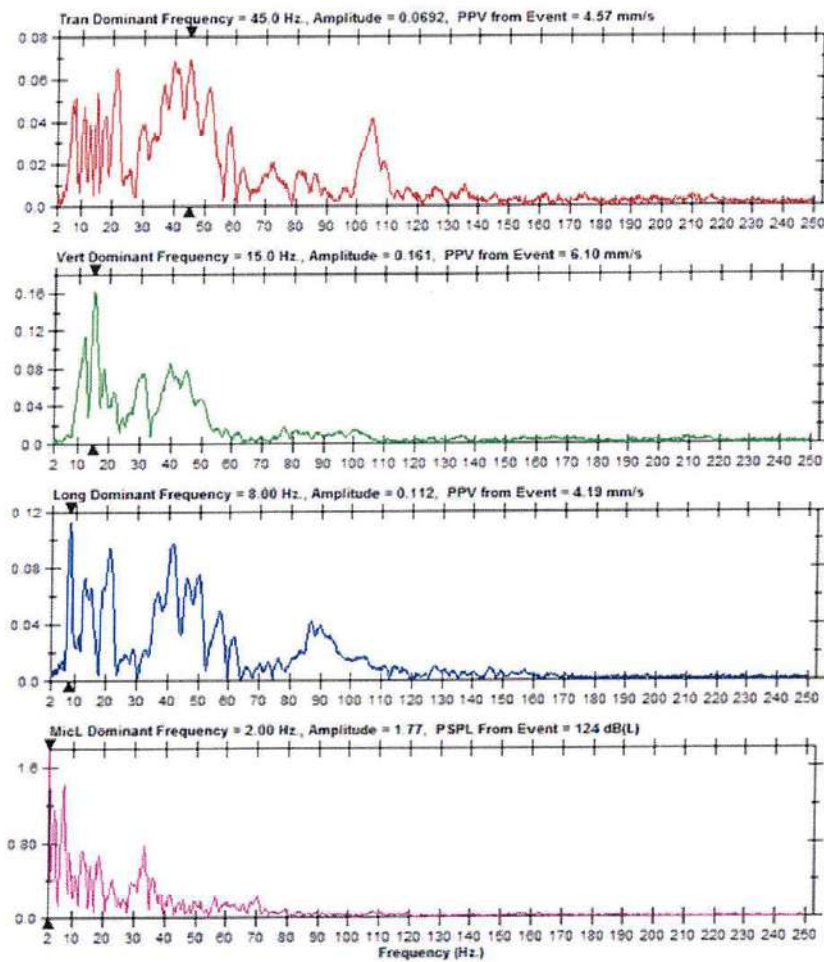 Tran Dominant Frequency = 45.0 Hz., Amplitude = 0.0692, PPV from Event = 4.57 mm/s
0.08
0.06
0.04
0.02
0.0
2 10 20 30 40 50 60 70 80 90 100 110 120 130 140 150 160 170 180 190 200 210 220 230 240 250
Vert Dominant Frequency = 15.0 Hz., Amplitude = 0.161, PPV from Event = 6.10 mm/s
0.16
0.12
0.08
0.04
0.0
2 10 20 30 40 50 60 70 80 90 100 110 120 130 140 150 160 170 180 190 200 210 220 230 240 250
Long Dominant Frequency = 8.00 Hz., Amplitude = 0.112, PPV from Event = 4.19 mm/s
0.12
0.08
0.04
0.0
2 10 20 30 40 50 60 70 80 90 100 110 120 130 140 150 160 170 180 190 200 210 220 230 240 250
MicL Dominant Frequency = 2.00 Hz., Amplitude = 1.77, PSPL From Event = 124 dB(L)
1.6
0.80
0.0
2 10 20 30 40 50 60 70 80 90 100 110 120 130 140 150 160 170 180 190 200 210 220 230 240 250
Frequency (Hz.)